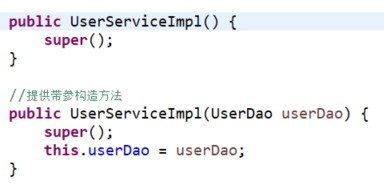 public UserServiceImpl() {
super();
}
//提供带参构造方法
public UserServiceImpl(UserDao userDao) {
super();
this.userDao = userDao;
}